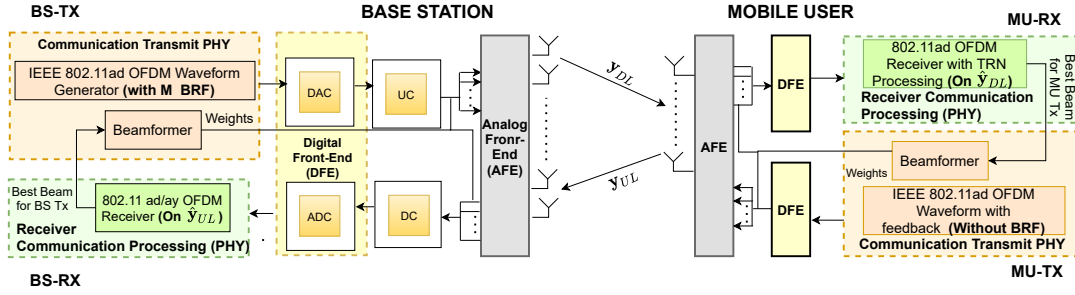 BS-TX
BASE STATION
MOBILE USER
MU-RX
Communication Transmit PHY
IEEE 802.11ad OFDM Waveform
Generator (with M BRF)
Beamformer
Weights
Best Beam
for BS Tx
802.11 ad/ay OFDM
Receiver (On ŷ_UL)
Receiver
Communication Processing (PHY)
BS-RX
DAC
UC
Digital
Front-End
(DFE)
ADC
DC
Analog
Fronr-
End
(AFE)
y_DL
y_UL
AFE
DFE
DFE
802.11ad OFDM
Receiver with TRN
Processing (On ŷ_DL)
Receiver Communication
Processing (PHY)
Best Beam
for MU Tx
Beamformer
Weights
IEEE 802.11ad OFDM
Waveform with
feedback (Without BRF)
Communication Transmit PHY
MU-TX